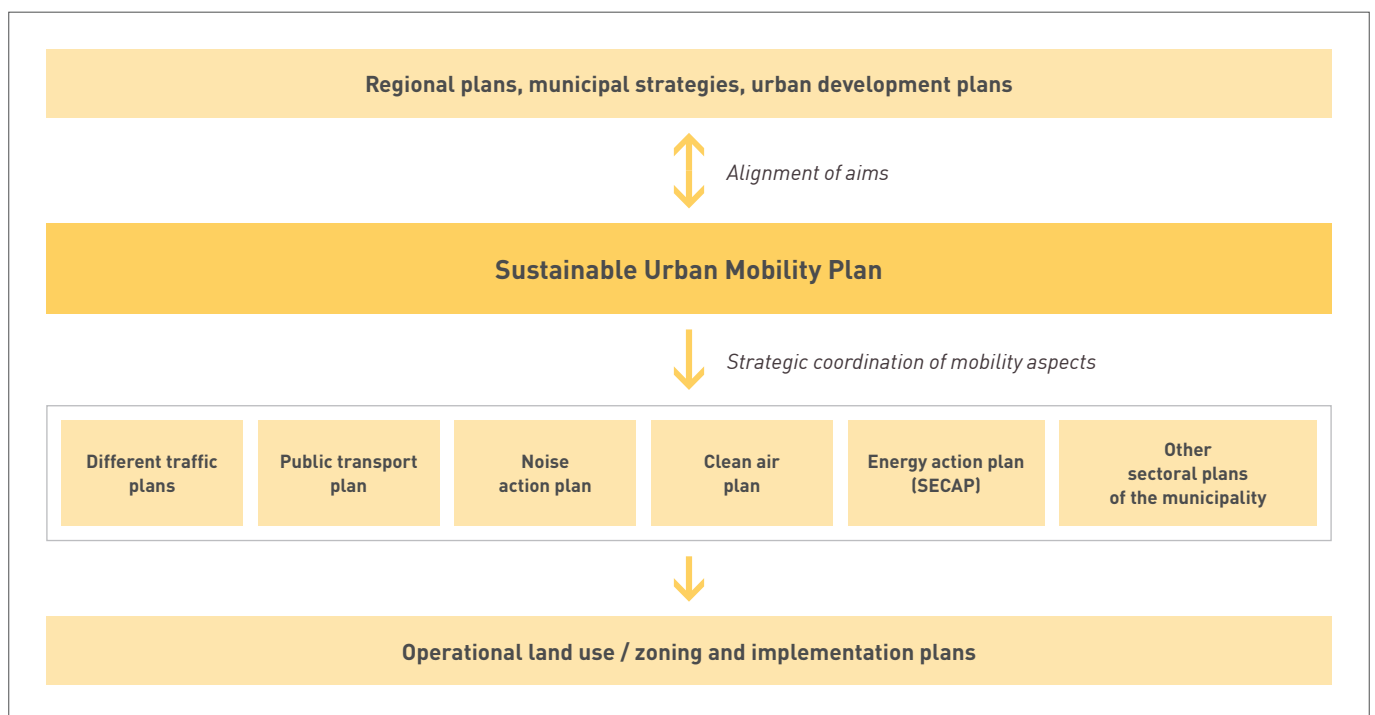 Regional plans, municipal strategies, urban development plans
Alignment of aims
Sustainable Urban Mobility Plan
Strategic coordination of mobility aspects
Different traffic
plans
Public transport
plan
Noise
action plan
Clean air
plan
Energy action plan
(SECAP)
Other
sectoral plans
of the municipality
Operational land use / zoning and implementation plans